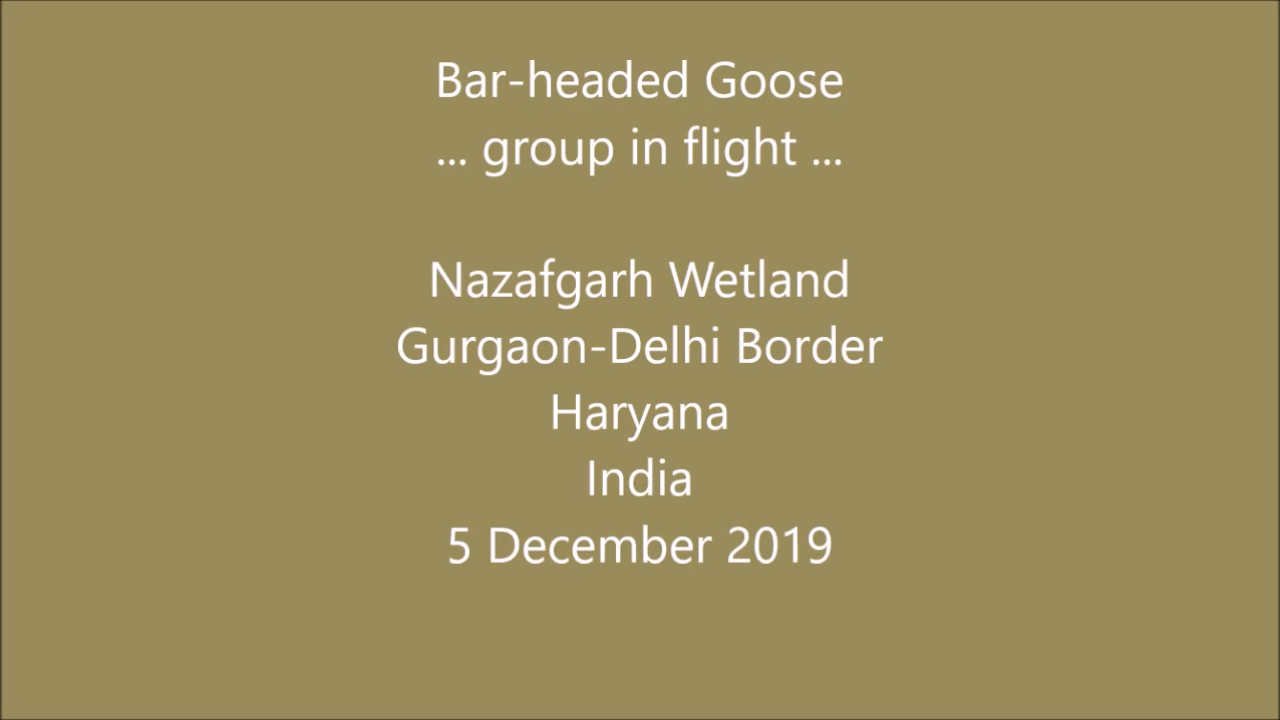 Bar-headed Goose
... group in flight ...
Nazafgarh Wetland
Gurgaon-Delhi Border
Haryana
India
5 December 2019